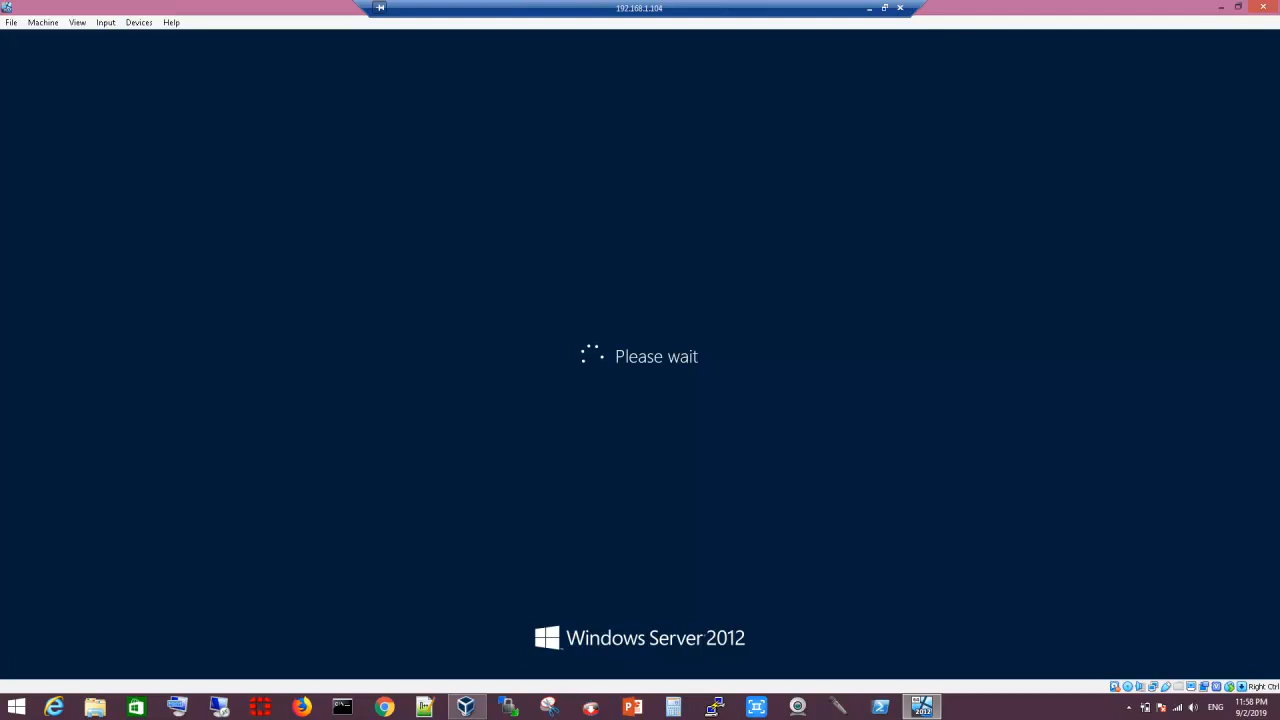 192.168.1.104
File Machine View Input Devices Help
Please wait
Windows Server 2012
Right Ctrl
2012
ENG
11:58 PM
9/2/2019